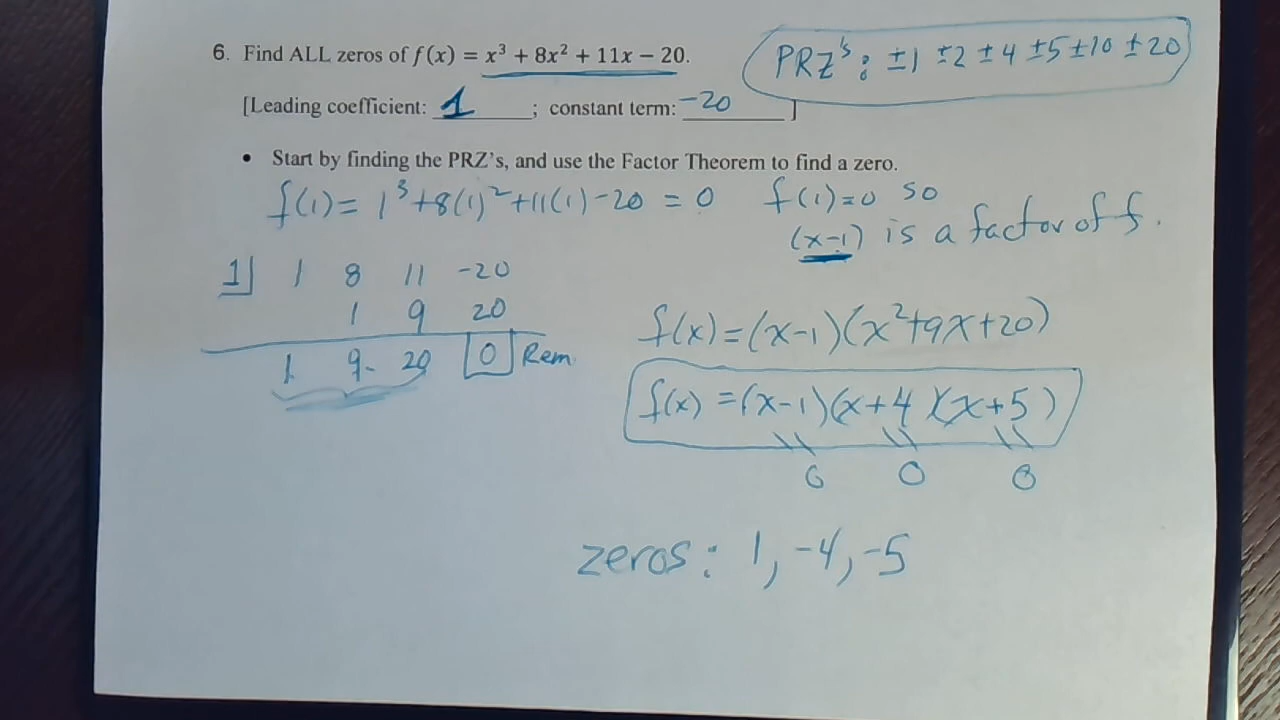 6. Find ALL zeros of f(x) = x³ + 8x² + 11x − 20.
PRZ's: ±1 ±2 ±4 ±5 ±10 ±20
[Leading coefficient: 1 ; constant term: -20 ]
• Start by finding the PRZ's, and use the Factor Theorem to find a zero.
f(1) = 1³+8(1)²+11(1)-20 = 0
f(1)=0 so
(x-1) is a factor of f.
1] 1 8 11 -20
1 9 20
1 9 20 0 Rem.
f(x)=(x-1)(x²+9x+20)
f(x)=(x-1)(x+4)(x+5)
0 0 0
zeros: 1, -4, -5